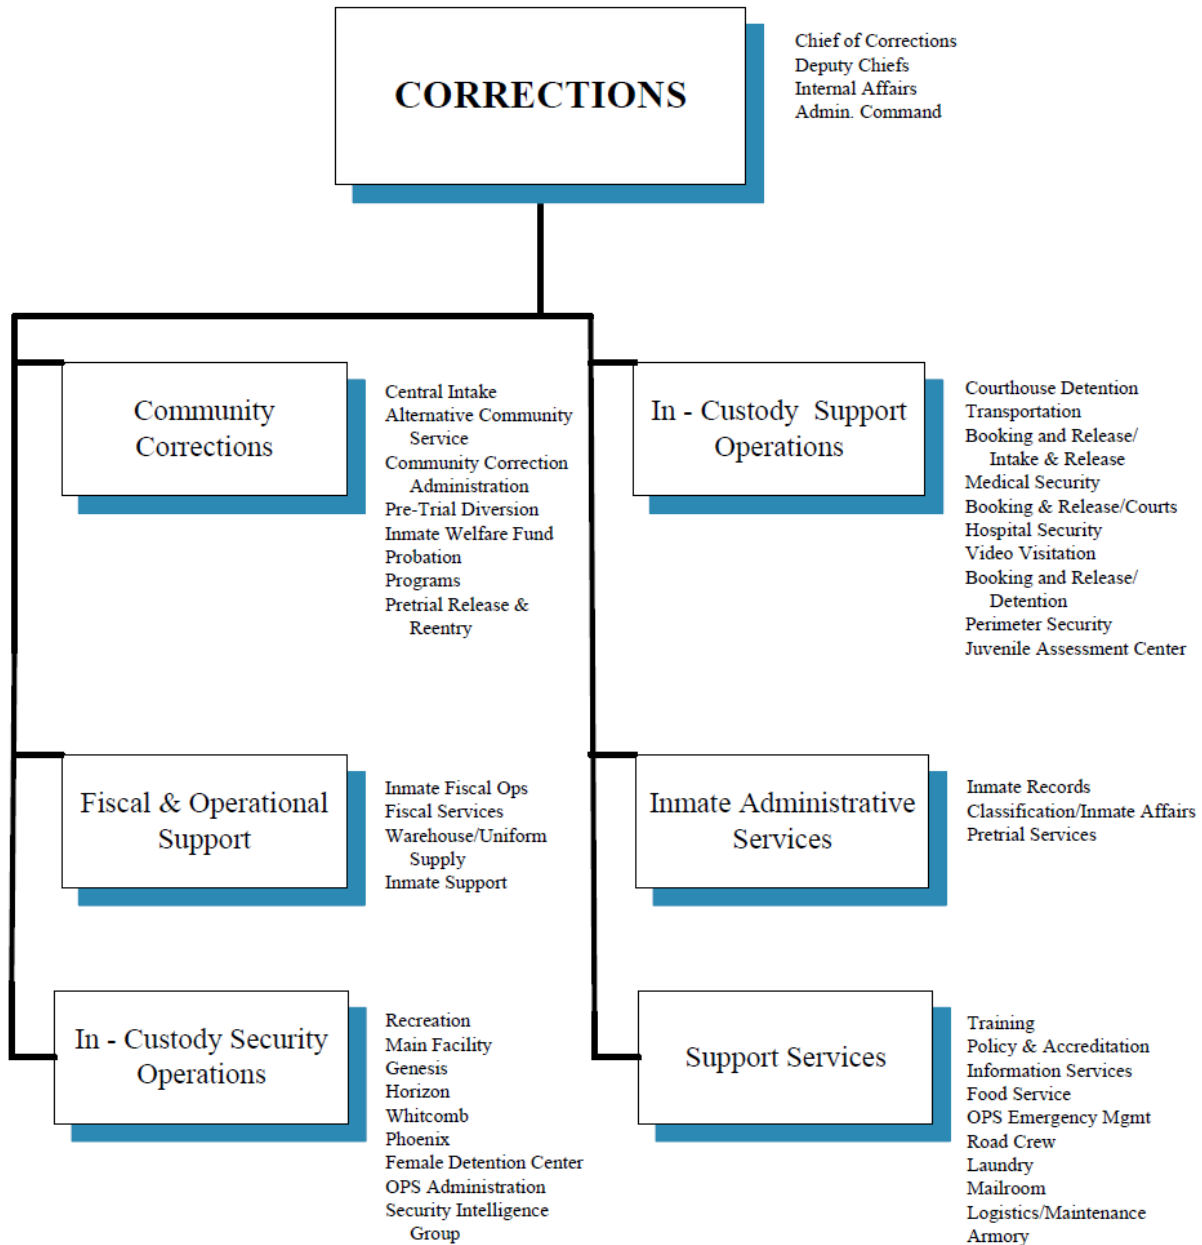 CORRECTIONS
Chief of Corrections
Deputy Chiefs
Internal Affairs
Admin. Command
Community
Corrections
Central Intake
Alternative Community
Service
Community Correction
Administration
Pre-Trial Diversion
Inmate Welfare Fund
Probation
Programs
Pretrial Release &
Reentry
In - Custody Support
Operations
Courthouse Detention
Transportation
Booking and Release/
Intake & Release
Medical Security
Booking & Release/Courts
Hospital Security
Video Visitation
Booking and Release/
Detention
Perimeter Security
Juvenile Assessment Center
Fiscal & Operational
Support
Inmate Fiscal Ops
Fiscal Services
Warehouse/Uniform
Supply
Inmate Support
Inmate Administrative
Services
Inmate Records
Classification/Inmate Affairs
Pretrial Services
In - Custody Security
Operations
Recreation
Main Facility
Genesis
Horizon
Whitcomb
Phoenix
Female Detention Center
OPS Administration
Security Intelligence
Group
Support Services
Training
Policy & Accreditation
Information Services
Food Service
OPS Emergency Mgmt
Road Crew
Laundry
Mailroom
Logistics/Maintenance
Armory